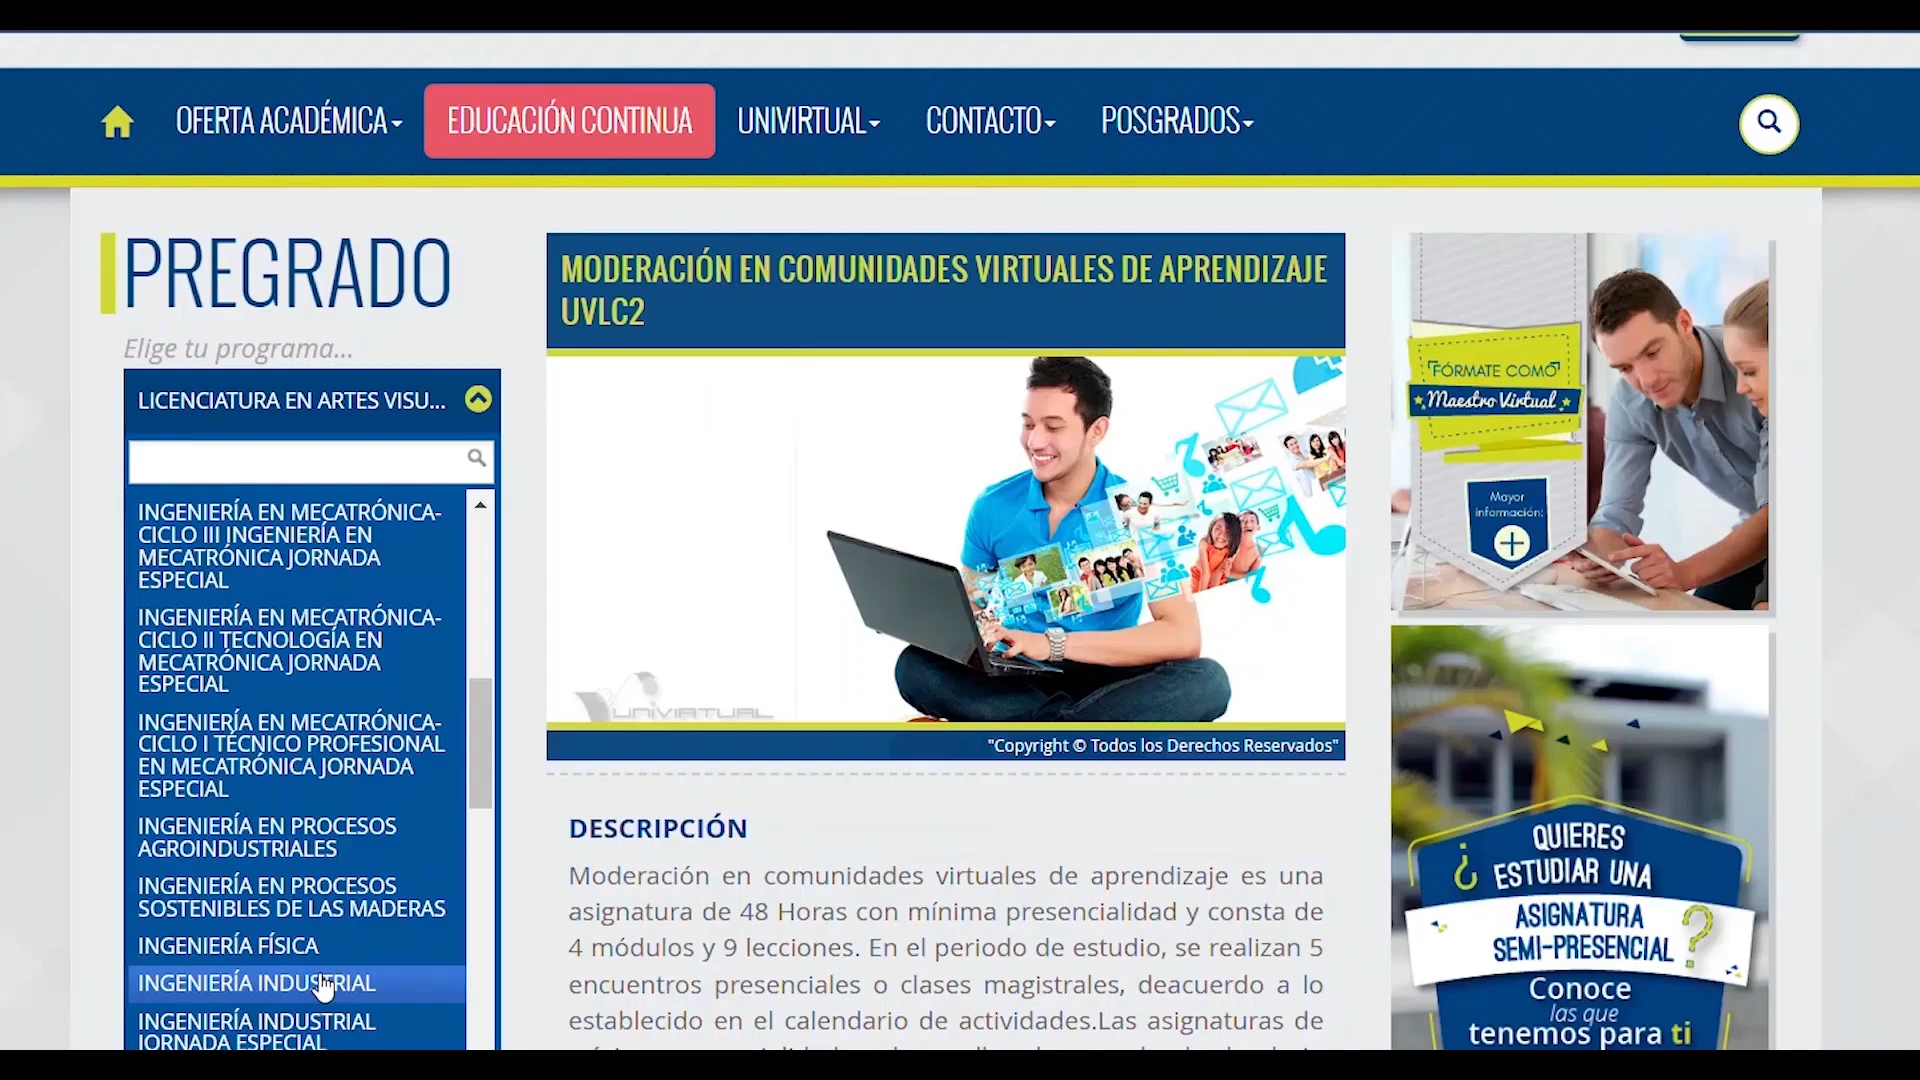 OFERTA ACADÉMICA
EDUCACIÓN CONTINUA
UNIVIRTUAL
CONTACTO
POSGRADOS
PREGRADO
Elige tu programa...
LICENCIATURA EN ARTES VISU...
INGENIERÍA EN MECATRÓNICA-
CICLO III INGENIERÍA EN
MECATRÓNICA JORNADA
ESPECIAL
INGENIERÍA EN MECATRÓNICA-
CICLO II TECNOLOGÍA EN
MECATRÓNICA JORNADA
ESPECIAL
INGENIERÍA EN MECATRÓNICA-
CICLO I TÉCNICO PROFESIONAL
EN MECATRÓNICA JORNADA
ESPECIAL
INGENIERÍA EN PROCESOS
AGROINDUSTRIALES
INGENIERÍA EN PROCESOS
SOSTENIBLES DE LAS MADERAS
INGENIERÍA FÍSICA
INGENIERÍA INDUSTRIAL
INGENIERÍA INDUSTRIAL
JORNADA ESPECIAL
MODERACIÓN EN COMUNIDADES VIRTUALES DE APRENDIZAJE
UVLC2
UNIVIRTUAL
"Copyright © Todos los Derechos Reservados"
DESCRIPCIÓN
Moderación en comunidades virtuales de aprendizaje es una
asignatura de 48 Horas con mínima presencialidad y consta de
4 módulos y 9 lecciones. En el periodo de estudio, se realizan 5
encuentros presenciales o clases magistrales, deacuerdo a lo
establecido en el calendario de actividades.Las asignaturas de
FÓRMATE COMO
Maestro Virtual
Mayor
información:
¿QUIERES
ESTUDIAR UNA
ASIGNATURA
SEMI-PRESENCIAL?
Conoce
las que
tenemos para ti